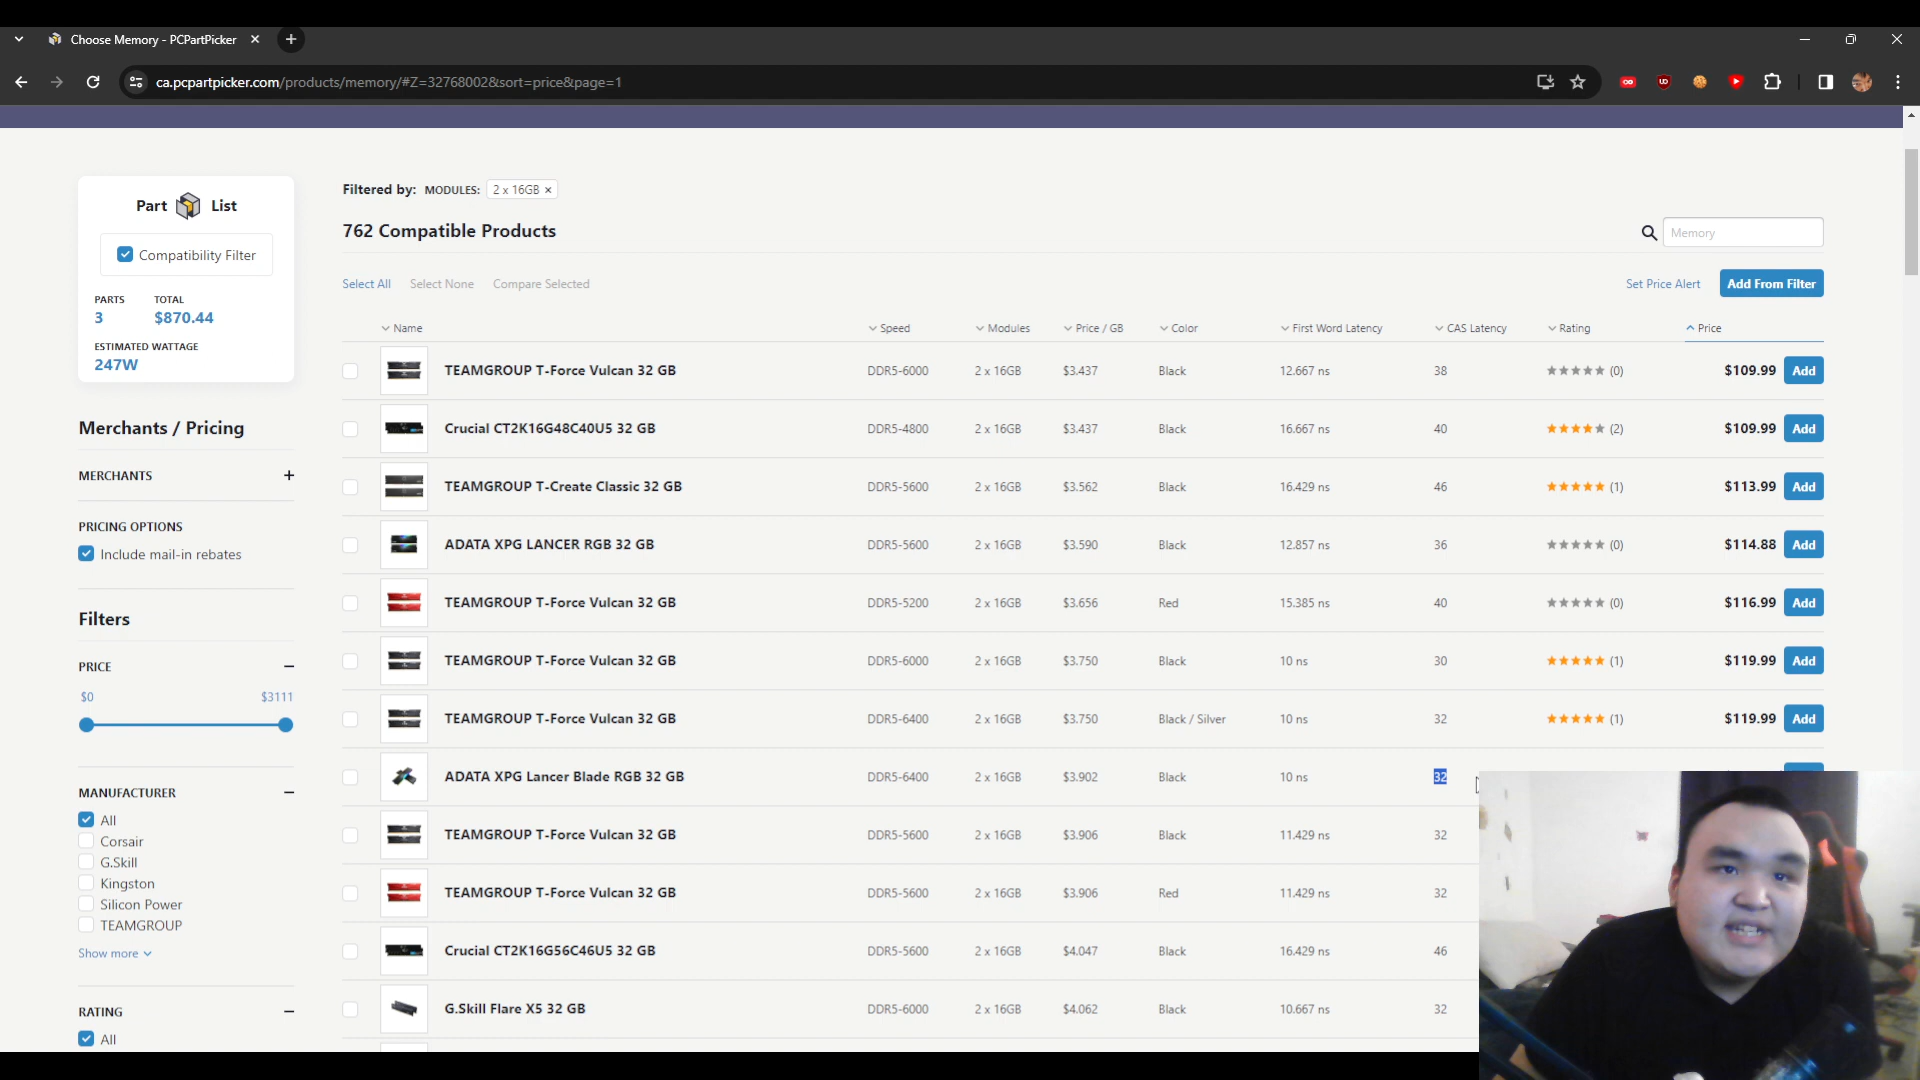 Choose Memory - PCPartPicker
ca.pcpartpicker.com/products/memory/#Z=32768002&sort=price&page=1
Part List
Compatibility Filter
PARTS TOTAL
3 $870.44
ESTIMATED WATTAGE
247W
Merchants / Pricing
MERCHANTS +
PRICING OPTIONS
Include mail-in rebates
Filters
PRICE
$0 $3111
MANUFACTURER
All
Corsair
G.Skill
Kingston
Silicon Power
TEAMGROUP
Show more
RATING
All
Filtered by: MODULES: 2 x 16GB ×
762 Compatible Products
Memory
Select All Select None Compare Selected Set Price Alert Add From Filter
Name Speed Modules Price / GB Color First Word Latency CAS Latency Rating Price
TEAMGROUP T-Force Vulcan 32 GB DDR5-6000 2 x 16GB $3.437 Black 12.667 ns 38 (0) $109.99 Add
Crucial CT2K16G48C40U5 32 GB DDR5-4800 2 x 16GB $3.437 Black 16.667 ns 40 (2) $109.99 Add
TEAMGROUP T-Create Classic 32 GB DDR5-5600 2 x 16GB $3.562 Black 16.429 ns 46 (1) $113.99 Add
ADATA XPG LANCER RGB 32 GB DDR5-5600 2 x 16GB $3.590 Black 12.857 ns 36 (0) $114.88 Add
TEAMGROUP T-Force Vulcan 32 GB DDR5-5200 2 x 16GB $3.656 Red 15.385 ns 40 (0) $116.99 Add
TEAMGROUP T-Force Vulcan 32 GB DDR5-6000 2 x 16GB $3.750 Black 10 ns 30 (1) $119.99 Add
TEAMGROUP T-Force Vulcan 32 GB DDR5-6400 2 x 16GB $3.750 Black / Silver 10 ns 32 (1) $119.99 Add
ADATA XPG Lancer Blade RGB 32 GB DDR5-6400 2 x 16GB $3.902 Black 10 ns 32
TEAMGROUP T-Force Vulcan 32 GB DDR5-5600 2 x 16GB $3.906 Black 11.429 ns 32
TEAMGROUP T-Force Vulcan 32 GB DDR5-5600 2 x 16GB $3.906 Red 11.429 ns 32
Crucial CT2K16G56C46U5 32 GB DDR5-5600 2 x 16GB $4.047 Black 16.429 ns 46
G.Skill Flare X5 32 GB DDR5-6000 2 x 16GB $4.062 Black 10.667 ns 32